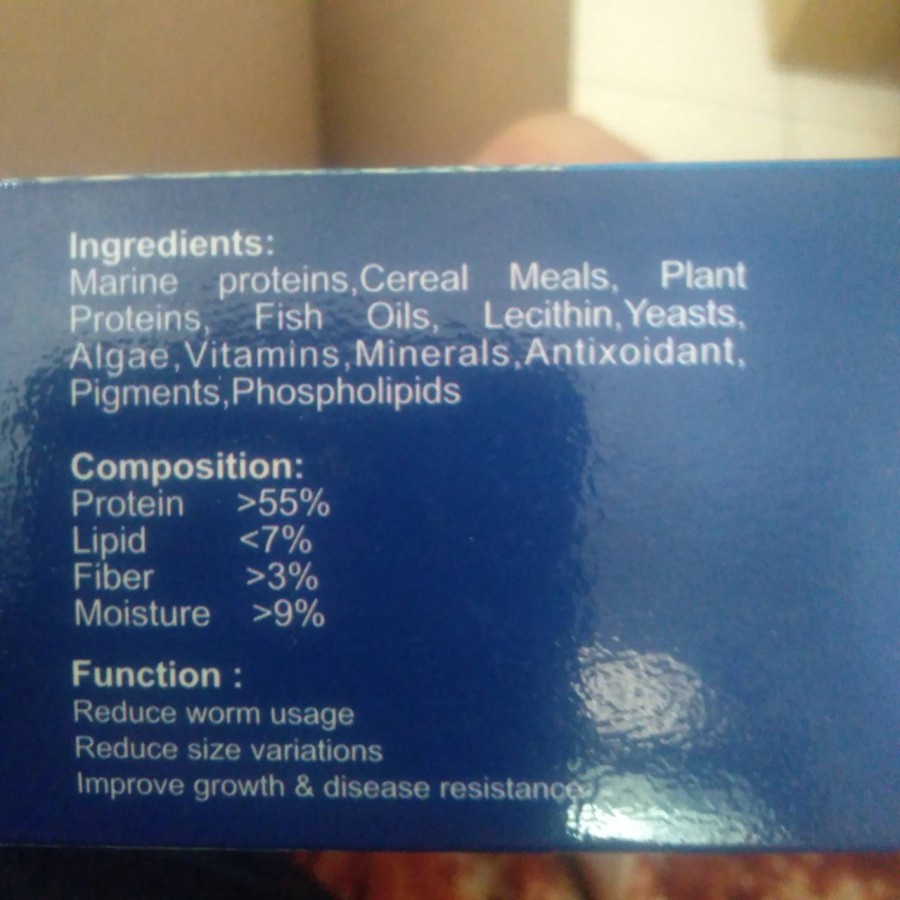 Ingredients:
Marine proteins,Cereal Meals, Plant
Proteins, Fish Oils, Lecithin,Yeasts,
Algae,Vitamins,Minerals,Antixoidant,
Pigments,Phospholipids
Composition:
Protein >55%
Lipid <7%
Fiber >3%
Moisture >9%
Function :
Reduce worm usage
Reduce size variations
Improve growth & disease resistance